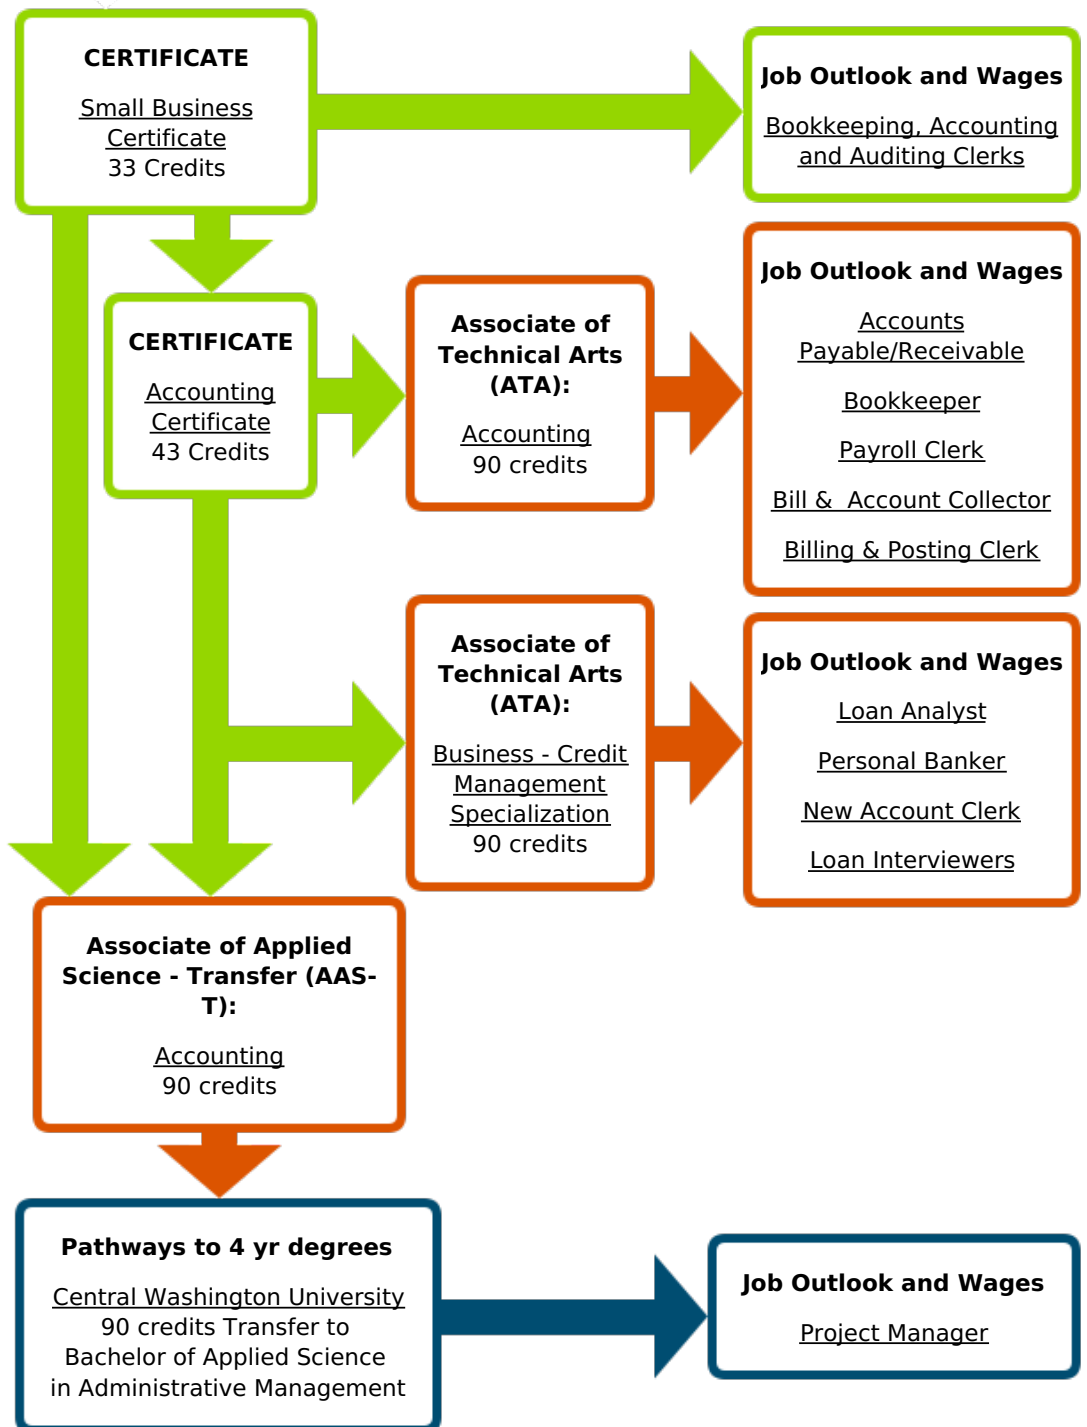 CERTIFICATE
Small Business
Certificate
33 Credits
Job Outlook and Wages
Bookkeeping, Accounting
and Auditing Clerks
CERTIFICATE
Accounting
Certificate
43 Credits
Associate of
Technical Arts
(ATA):
Accounting
90 credits
Job Outlook and Wages
Accounts
Payable/Receivable
Bookkeeper
Payroll Clerk
Bill &  Account Collector
Billing & Posting Clerk
Associate of
Technical Arts
(ATA):
Business - Credit
Management
Specialization
90 credits
Job Outlook and Wages
Loan Analyst
Personal Banker
New Account Clerk
Loan Interviewers
Associate of Applied
Science - Transfer (AAS-
T):
Accounting
90 credits
Pathways to 4 yr degrees
Central Washington University
90 credits Transfer to
Bachelor of Applied Science
in Administrative Management
Job Outlook and Wages
Project Manager